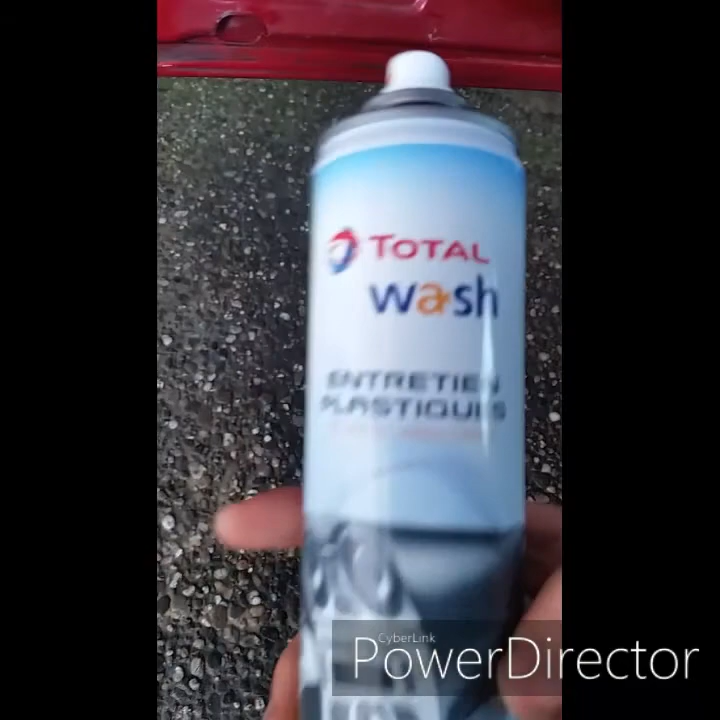 TOTAL
wash
ENTRETIEN
PLASTIQUES
CyberLink
PowerDirector